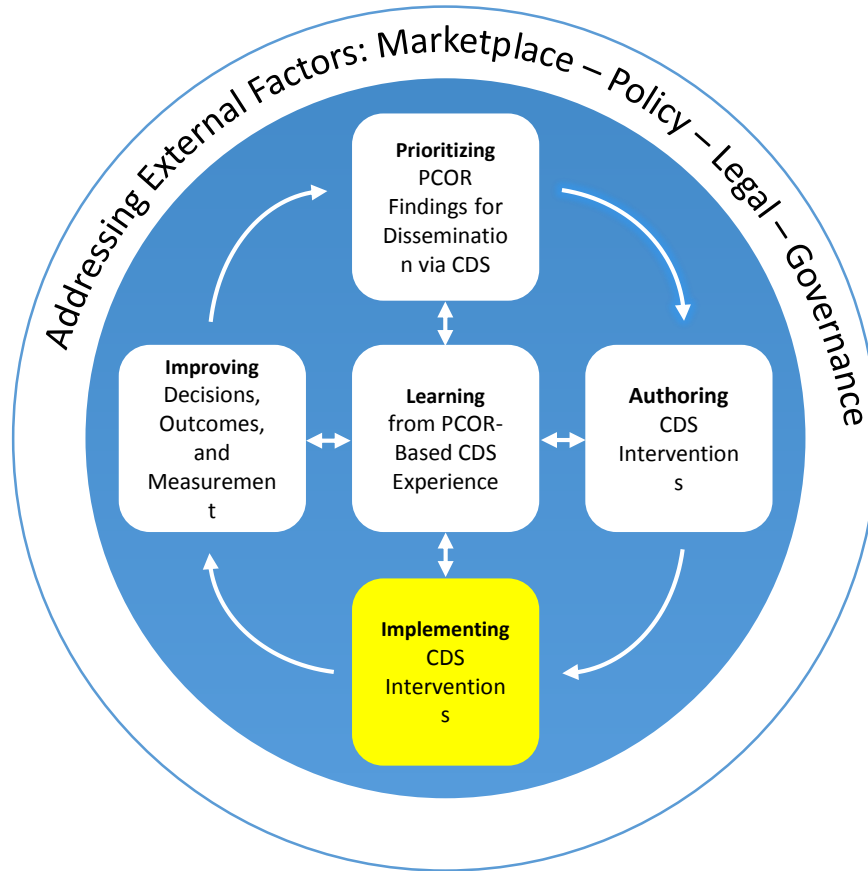 Addressing External Factors: Marketplace – Policy – Legal – Governance
Prioritizing
PCOR
Findings for
Disseminatio
n via CDS
Improving
Decisions,
Outcomes,
and
Measuremen
t
Learning
from PCOR-
Based CDS
Experience
Authoring
CDS
Intervention
s
Implementing
CDS
Intervention
s